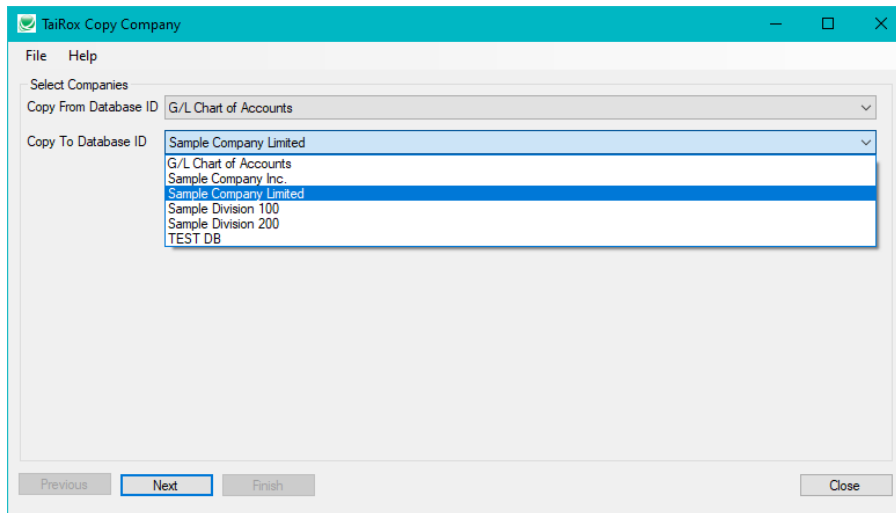 TaiRox Copy Company
File Help
Select Companies
Copy From Database ID G/L Chart of Accounts
Copy To Database ID Sample Company Limited
G/L Chart of Accounts
Sample Company Inc.
Sample Company Limited
Sample Division 100
Sample Division 200
TEST DB
Previous Next Finish Close